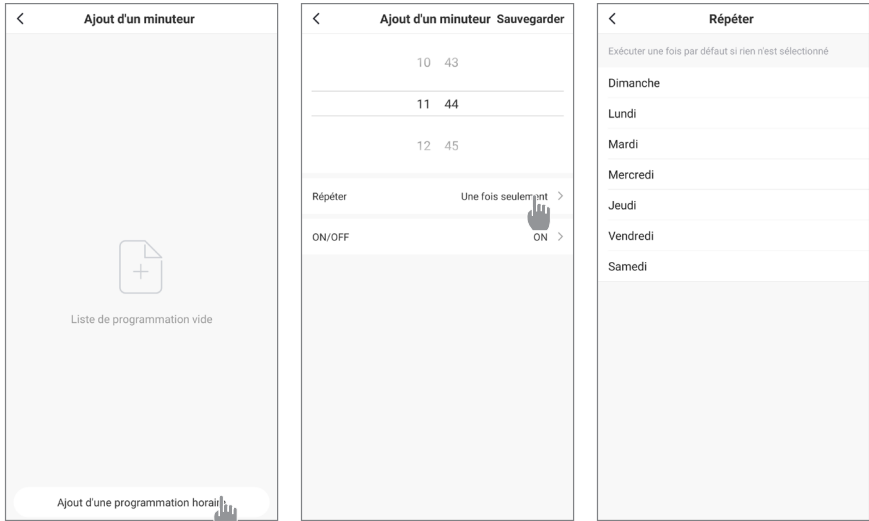 Ajout d'un minuteur
Liste de programmation vide
Ajout d'une programmation horaire
Ajout d'un minuteur Sauvegarder
10 43
11 44
12 45
Répéter Une fois seulement
ON/OFF ON
Répéter
Exécuter une fois par défaut si rien n'est sélectionné
Dimanche
Lundi
Mardi
Mercredi
Jeudi
Vendredi
Samedi